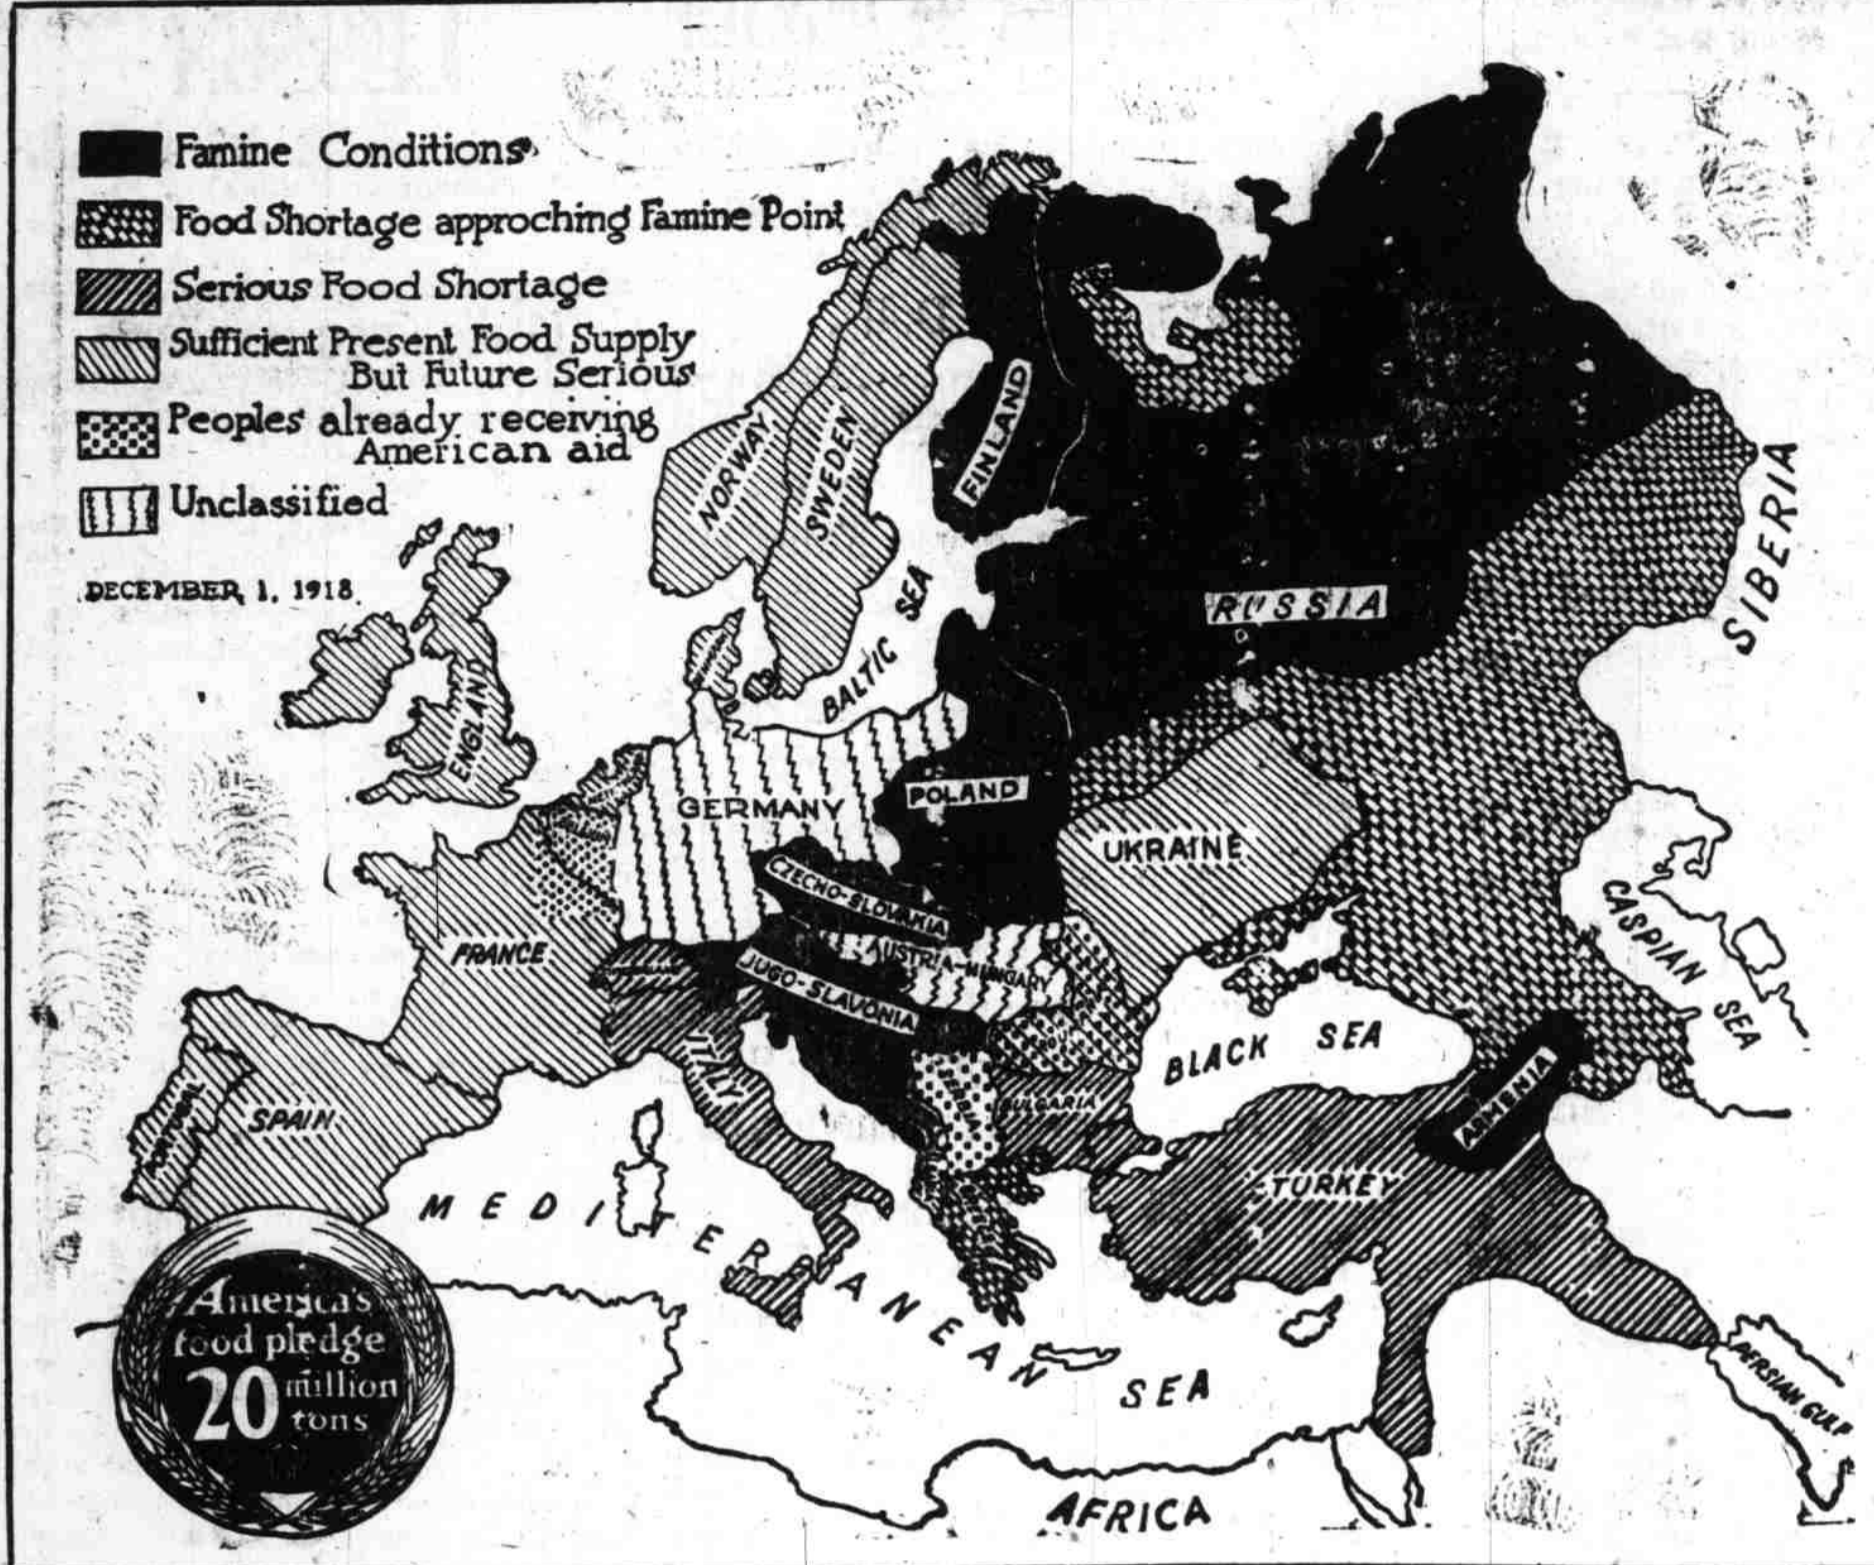 Famine Conditions
Food Shortage approching Famine Point
Serious Food Shortage
Sufficient Present Food Supply
But Future Serious
Peoples already receiving
American aid
Unclassified
DECEMBER 1, 1918.
NORWAY
SWEDEN
FINLAND
RUSSIA
SIBERIA
BALTIC SEA
ENGLAND
GERMANY
POLAND
UKRAINE
CZECHO-SLOVAKIA
AUSTRIA-HUNGARY
JUGO-SLAVONIA
FRANCE
CASPIAN SEA
BLACK SEA
ITALY
SERBIA
BULGARIA
ARMENIA
PORTUGAL
SPAIN
TURKEY
MEDITERRANEAN SEA
PERSIAN GULF
AFRICA
America's
food pledge
20 million
tons